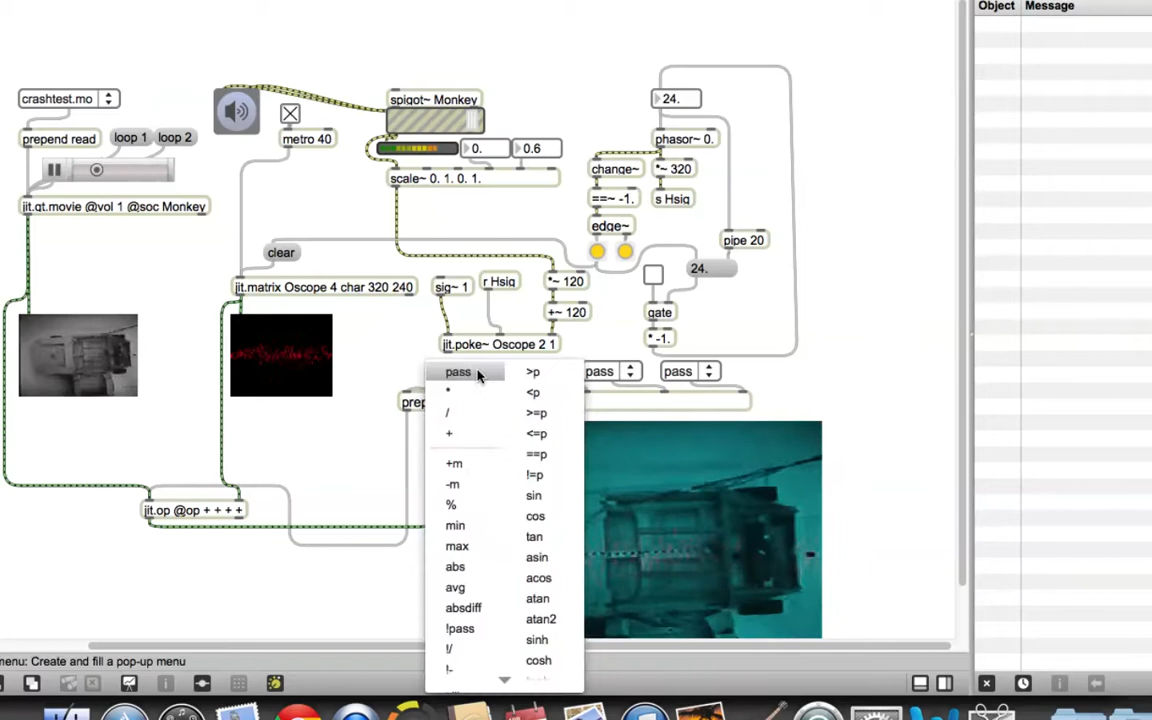 Object Message
crashtest.mo
spigot~ Monkey
24.
prepend read
loop 1
loop 2
metro 40
phasor~ 0.
0.
0.6
change~
*~ 320
jit.qt.movie @vol 1 @soc Monkey
scale~ 0. 1. 0. 1.
==~ -1.
s Hsig
edge~
pipe 20
clear
24.
jit.matrix Oscope 4 char 320 240
sig~ 1
r Hsig
*~ 120
+~ 120
gate
jit.poke~ Oscope 2 1
* -1.
pass
pass
pass
*
/
+
+m
-m
%
min
max
abs
avg
absdiff
!pass
!/
!-
>p
<p
>=p
<=p
==p
!=p
sin
cos
tan
asin
acos
atan
atan2
sinh
cosh
jit.op @op + + + +
menu: Create and fill a pop-up menu